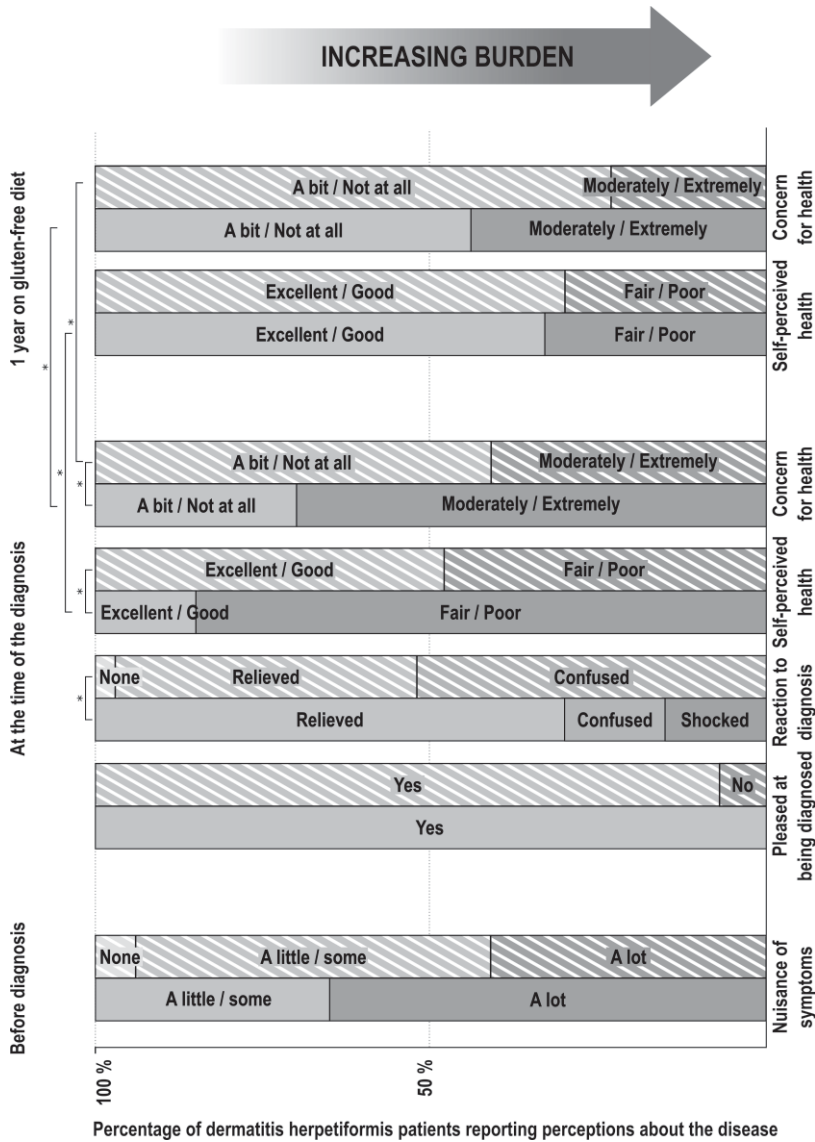 INCREASING BURDEN
1 year on gluten-free diet
A bit / Not at all
Moderately / Extremely
A bit / Not at all
Moderately / Extremely
Concern
for health
Excellent / Good
Fair / Poor
Excellent / Good
Fair / Poor
Self-perceived
health
*
*
*
*
*
*
At the time of the diagnosis
A bit / Not at all
Moderately / Extremely
A bit / Not at all
Moderately / Extremely
Concern
for health
Excellent / Good
Fair / Poor
Excellent / Good
Fair / Poor
Self-perceived
health
None
Relieved
Confused
Relieved
Confused
Shocked
Reaction to
diagnosis
Yes
No
Yes
Pleased at
being diagnosed
Before diagnosis
None
A little / some
A lot
A little / some
A lot
Nuisance of
symptoms
100 %
50 %
Percentage of dermatitis herpetiformis patients reporting perceptions about the disease